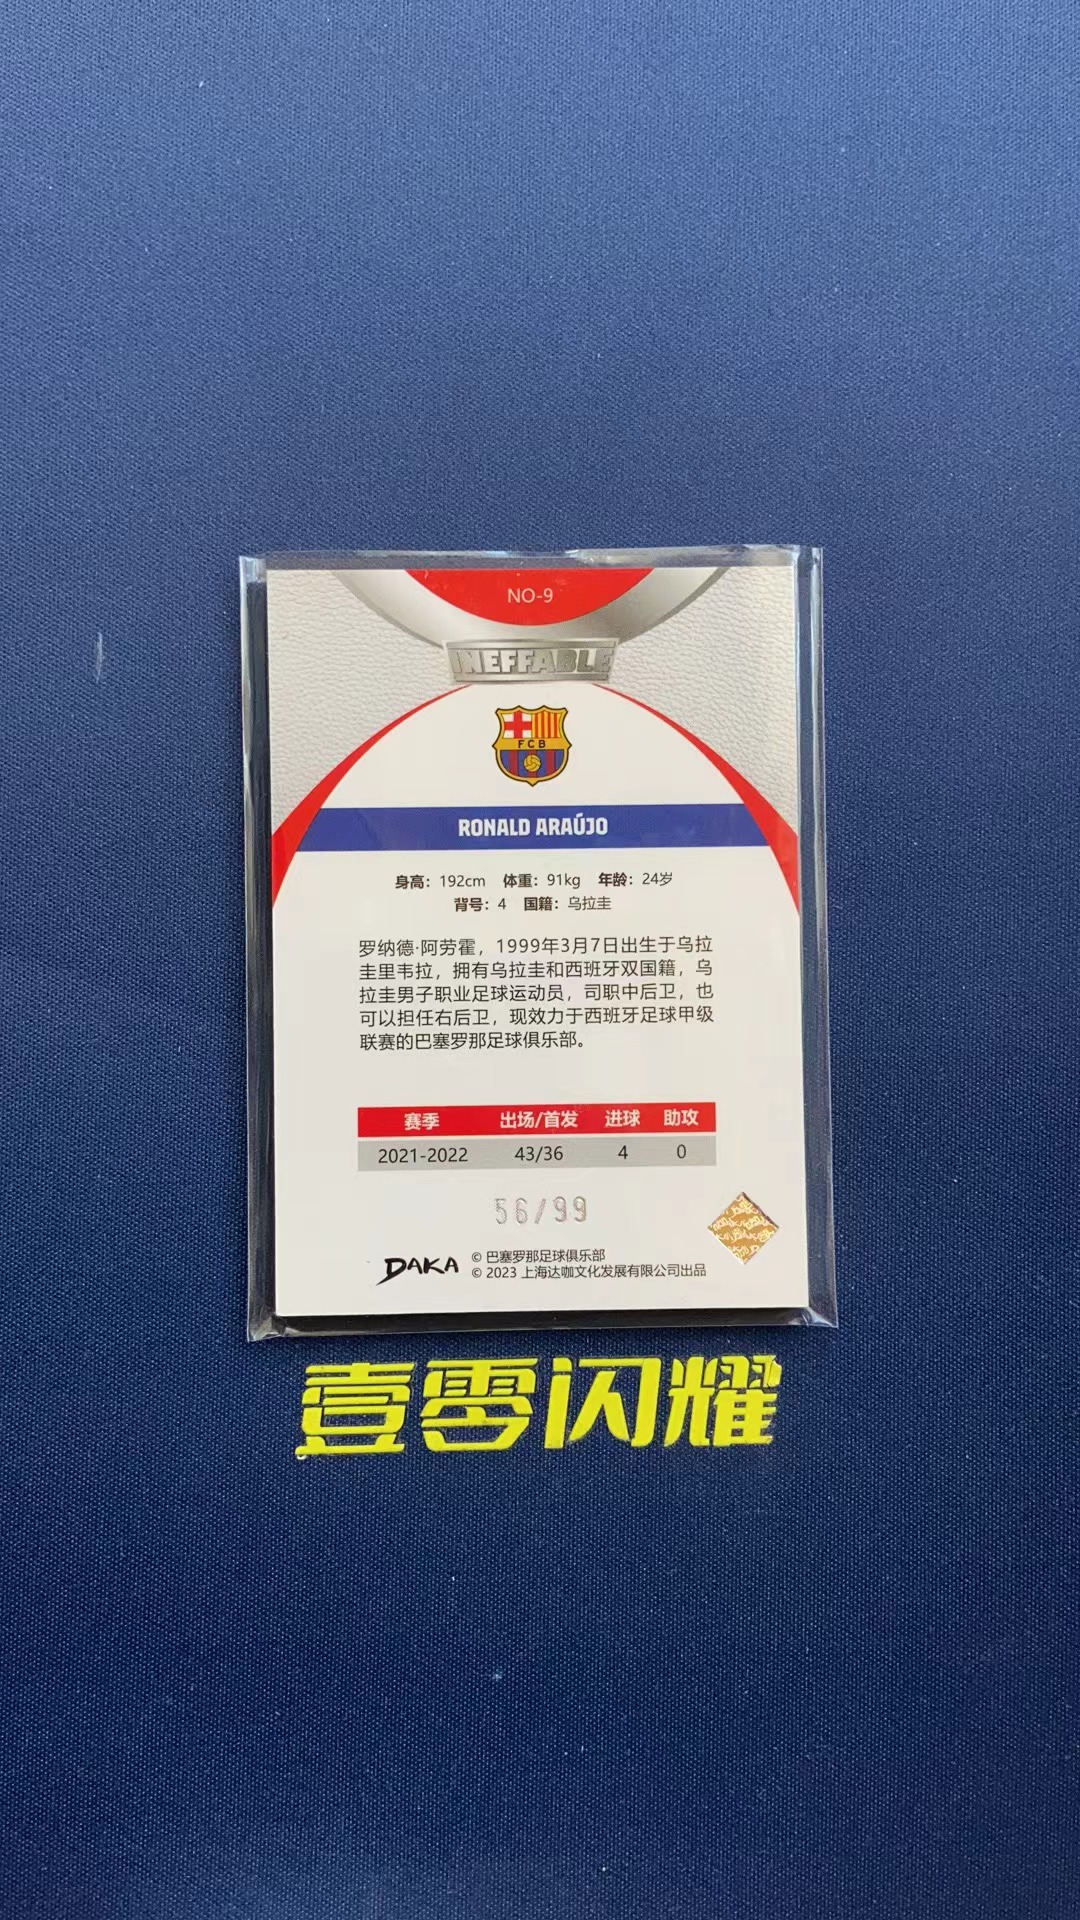 NO-9
INEFFABLE
FCB
RONALD ARAÚJO
身高：192cm 体重：91kg 年龄：24岁
背号：4 国籍：乌拉圭
罗纳德·阿劳霍，1999年3月7日出生于乌拉
圭里韦拉，拥有乌拉圭和西班牙双国籍，乌
拉圭男子职业足球运动员，司职中后卫，也
可以担任右后卫，现效力于西班牙足球甲级
联赛的巴塞罗那足球俱乐部。
赛季 出场/首发 进球 助攻
2021-2022 43/36 4 0
56/99
DAKA
© 巴塞罗那足球俱乐部
© 2023 上海达咖文化发展有限公司出品
壹零闪耀